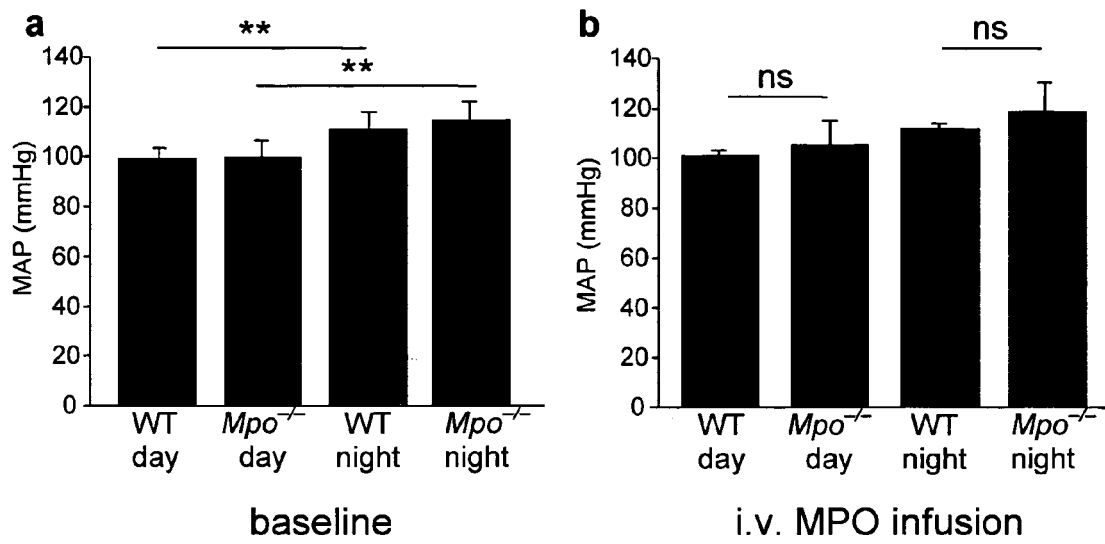 a
** 
**
140
120
100
80
60
40
20
0
MAP (mmHg)
WT day
Mpo–/– day
WT night
Mpo–/– night
baseline
b
ns
ns
140
120
100
80
60
40
20
0
MAP (mmHg)
WT day
Mpo–/– day
WT night
Mpo–/– night
i.v. MPO infusion